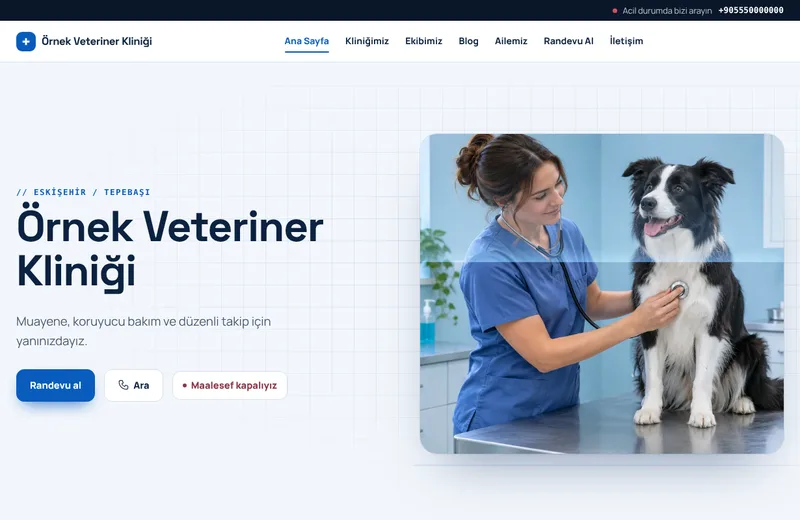 Acil durumda bizi arayın +905550000000
Örnek Veteriner Kliniği
Ana Sayfa Kliniğimiz Ekibimiz Blog Ailemiz Randevu Al İletişim
// ESKİŞEHİR / TEPEBAŞI
Örnek Veteriner
Kliniği
Muayene, koruyucu bakım ve düzenli takip için
yanınızdayız.
Randevu al Ara Maalesef kapalıyız